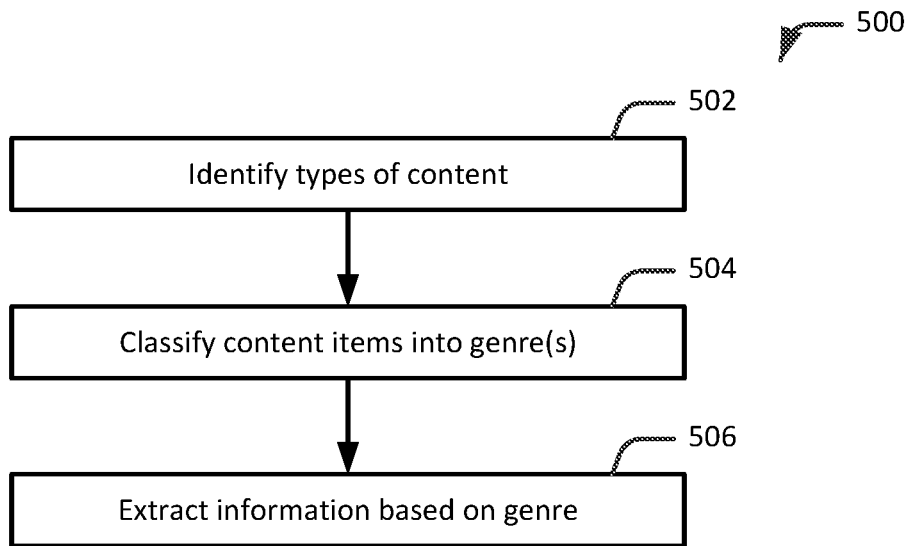 500
502
Identify types of content
504
Classify content items into genre(s)
506
Extract information based on genre